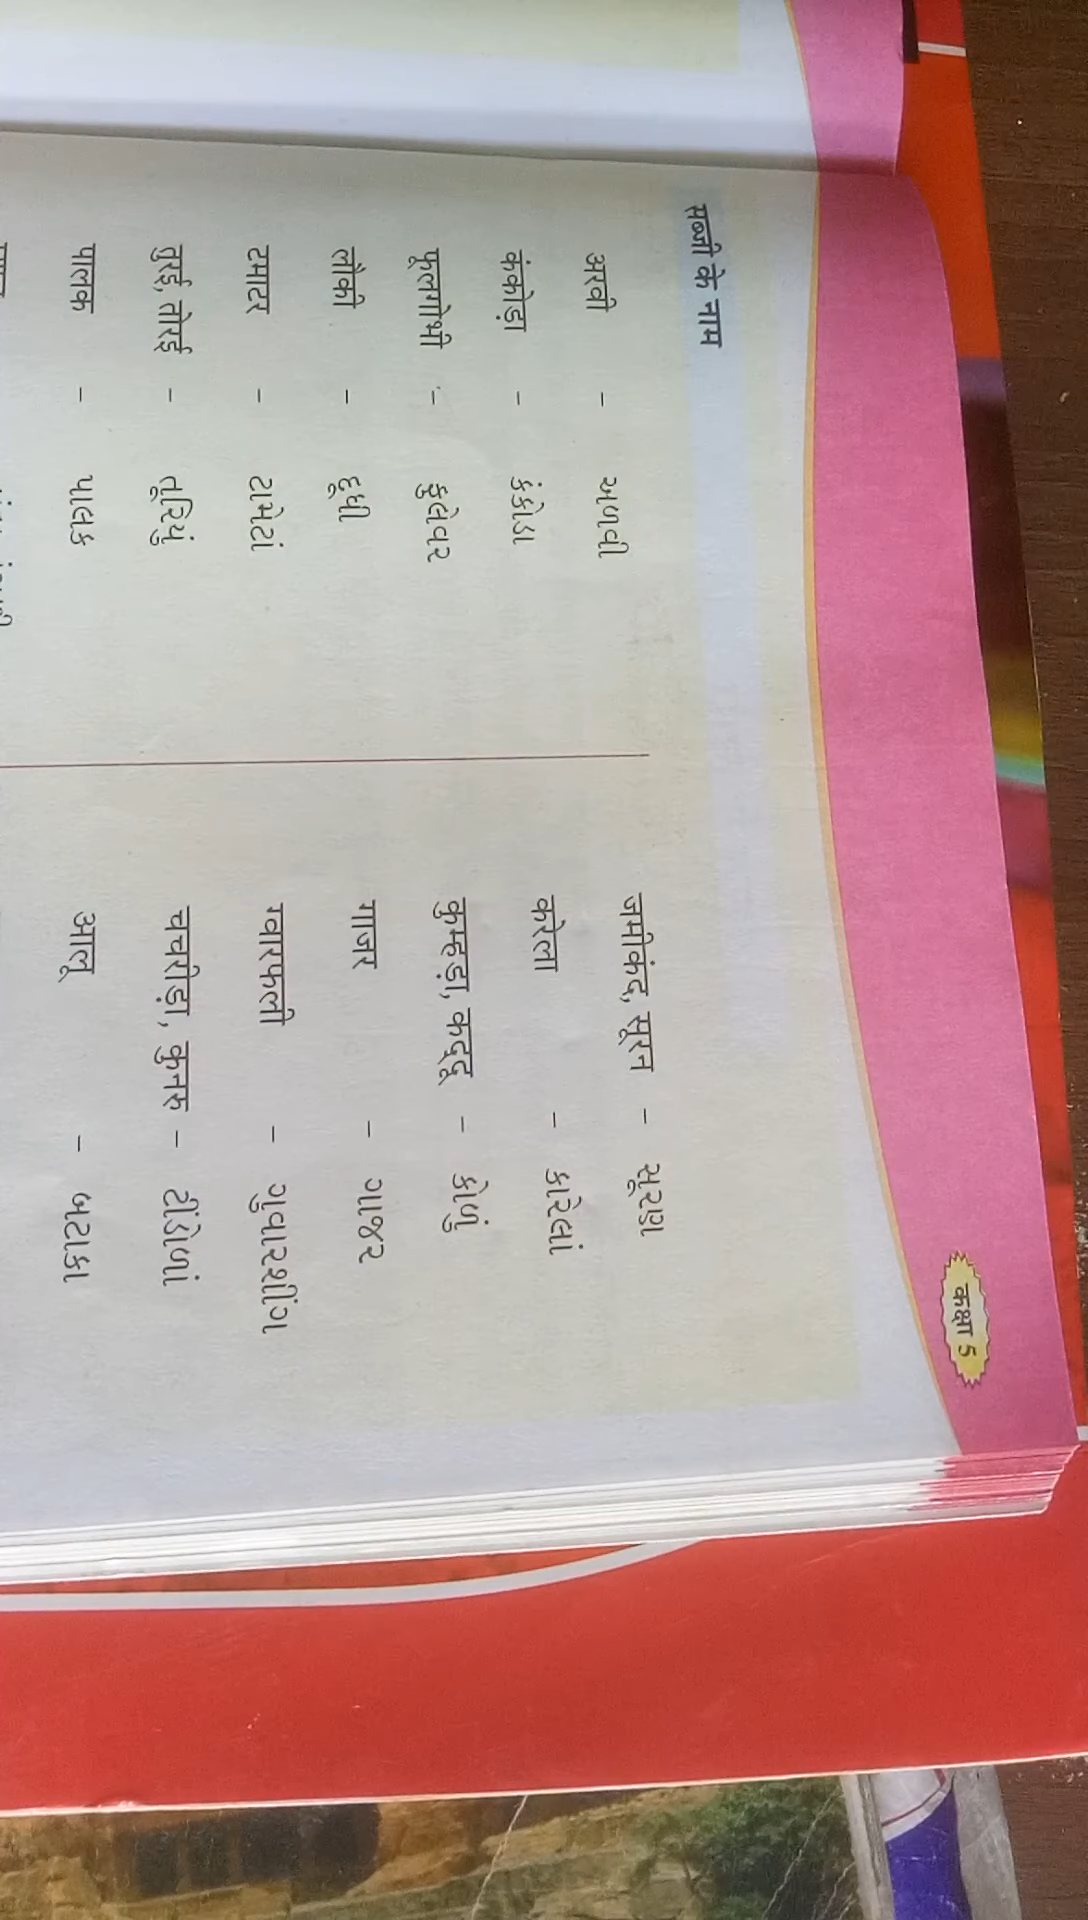 कक्षा 5
सब्जी के नाम
अरवी - અળવી
कंकोड़ा - કંકોડા
फूलगोभी - ફુલેવર
लौकी - દૂધી
टमाटर - ટામેટાં
तुरई, तोरई - તૂરિયું
पालक - પાલક
जमीकंद, सूरन - સૂરણ
करेला - કારેલાં
कुम्हड़ा, कद्दू - કોળું
गाजर - ગાજર
ग्वारफली - ગુવારશીંગ
चचरीड़ा, कुनरु - ટીંડોળાં
आलू - બટાકા